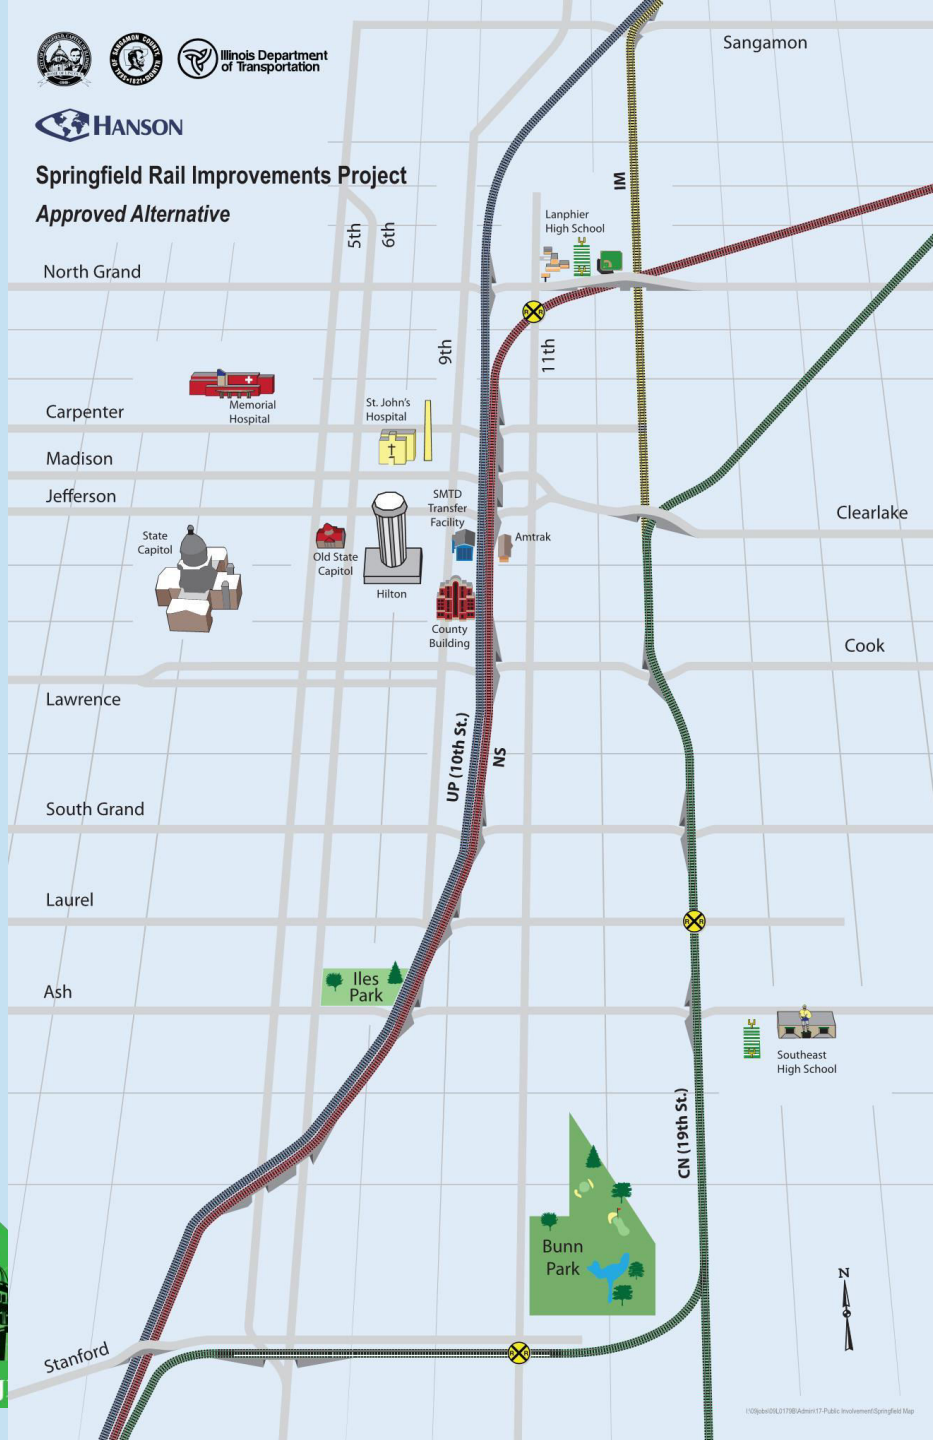 Illinois Department
of Transportation
HANSON
Springfield Rail Improvements Project
Approved Alternative
Sangamon
IM
Lanphier
High School
5th
6th
North Grand
9th
11th
Memorial
Hospital
St. John's
Hospital
Carpenter
Madison
Jefferson
SMTD
Transfer
Facility
Clearlake
State
Capitol
Old State
Capitol
Amtrak
Hilton
County
Building
Cook
Lawrence
UP (10th St.)
NS
South Grand
Laurel
Iles
Park
Ash
Southeast
High School
CN (19th St.)
Bunn
Park
N
Stanford